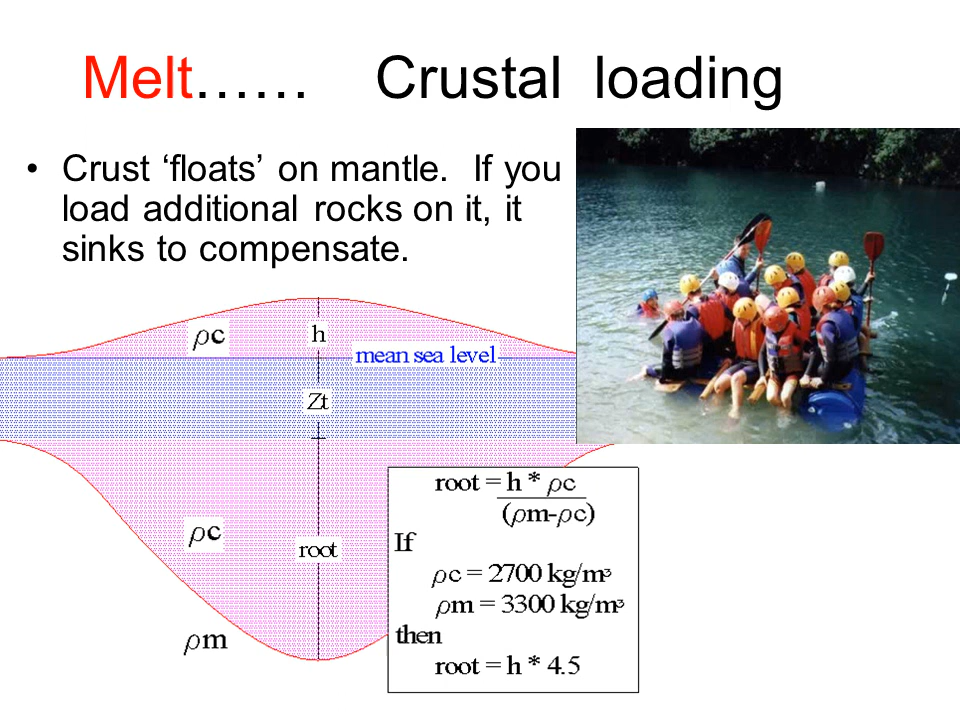 Melt…… Crustal loading
• Crust ‘floats’ on mantle. If you
load additional rocks on it, it
sinks to compensate.
ρc
h
mean sea level
Zt
ρc
root
ρm
root = h * ρc
(ρm-ρc)
If
ρc = 2700 kg/m³
ρm = 3300 kg/m³
then
root = h * 4.5